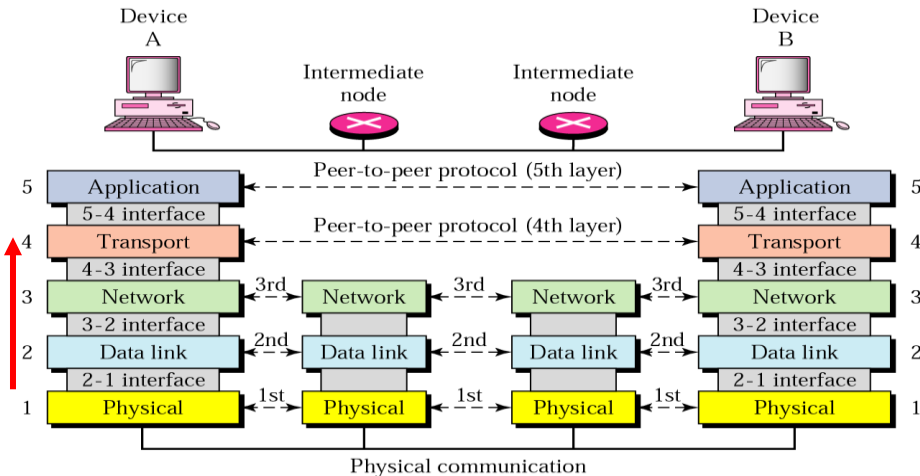 Device
A
Device
B
Intermediate
node
Intermediate
node
Peer-to-peer protocol (5th layer)
5 Application Application 5
5-4 interface 5-4 interface
Peer-to-peer protocol (4th layer)
4 Transport Transport 4
4-3 interface 4-3 interface
3 Network 3rd Network 3rd Network 3rd Network 3
3-2 interface 3-2 interface
2 Data link 2nd Data link 2nd Data link 2nd Data link 2
2-1 interface 2-1 interface
1 Physical 1st Physical 1st Physical 1st Physical 1
Physical communication